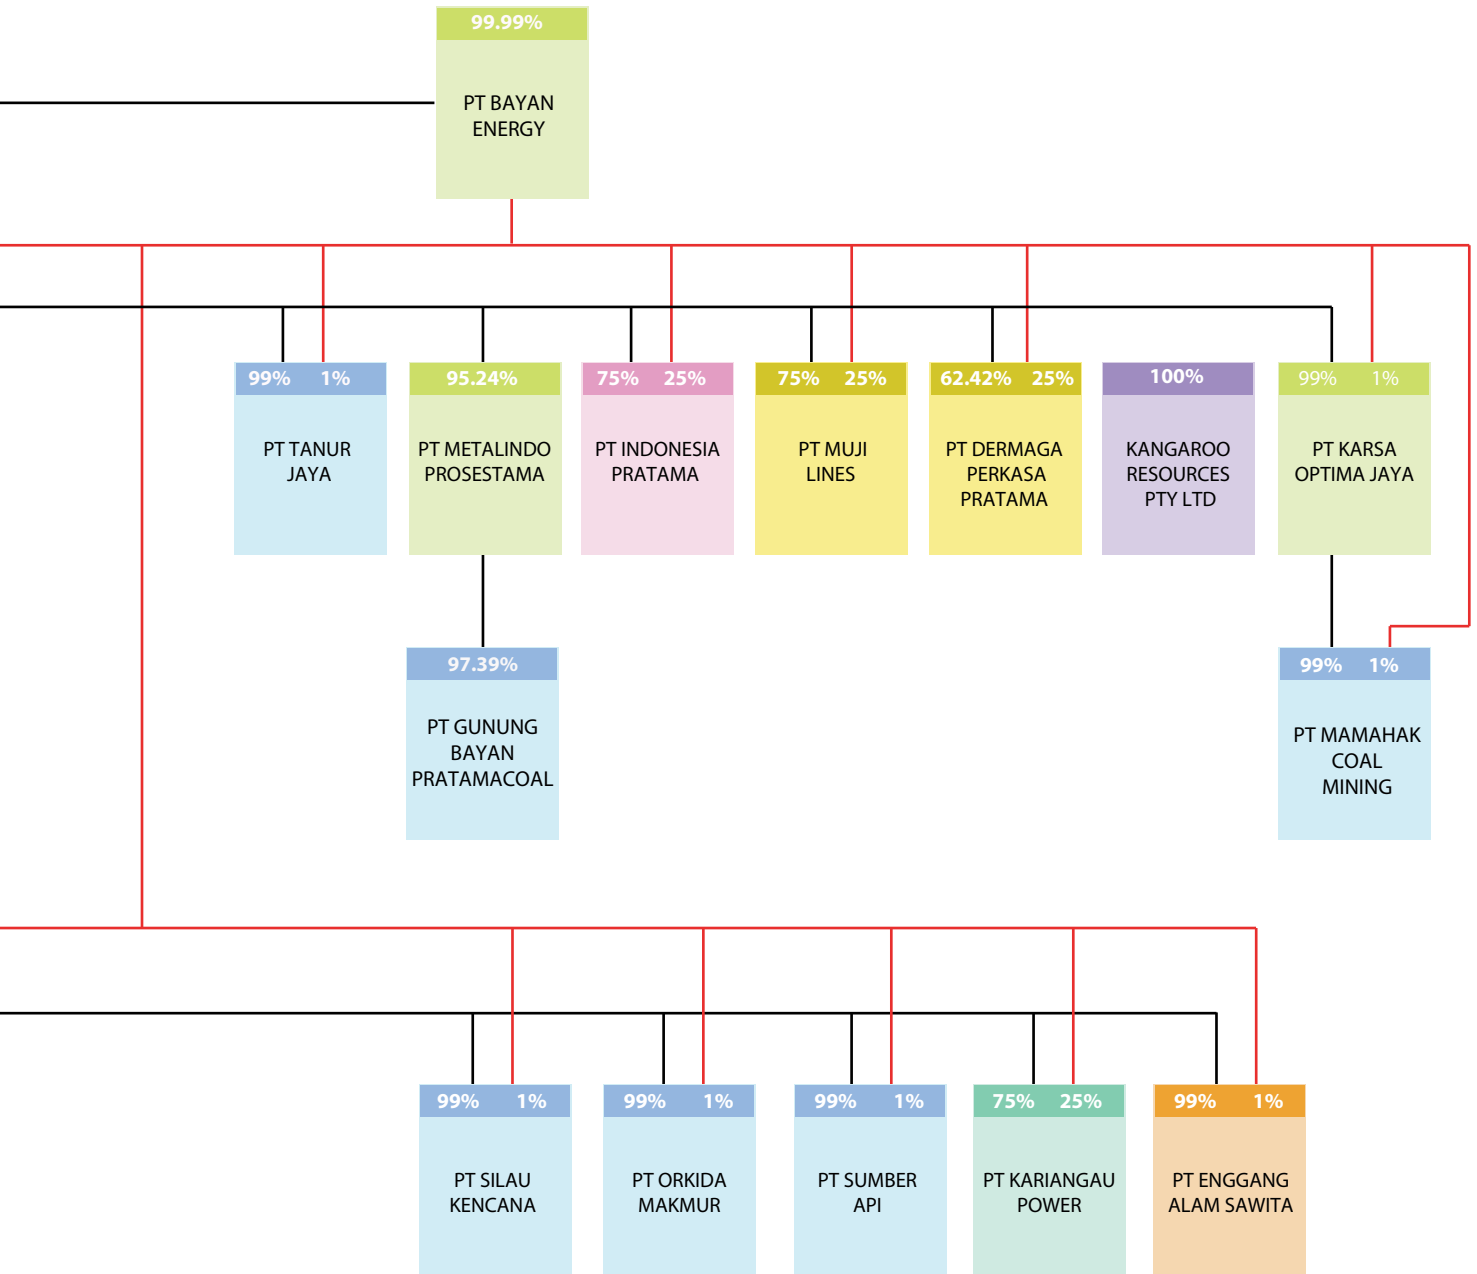 99.99%
PT BAYAN
ENERGY
99% 1%
PT TANUR
JAYA
95.24%
PT METALINDO
PROSESTAMA
75% 25%
PT INDONESIA
PRATAMA
75% 25%
PT MUJI
LINES
62.42% 25%
PT DERMAGA
PERKASA
PRATAMA
100%
KANGAROO
RESOURCES
PTY LTD
99% 1%
PT KARSA
OPTIMA JAYA
97.39%
PT GUNUNG
BAYAN
PRATAMACOAL
99% 1%
PT MAMAHAK
COAL
MINING
99% 1%
PT SILAU
KENCANA
99% 1%
PT ORKIDA
MAKMUR
99% 1%
PT SUMBER
API
75% 25%
PT KARIANGAU
POWER
99% 1%
PT ENGGANG
ALAM SAWITA